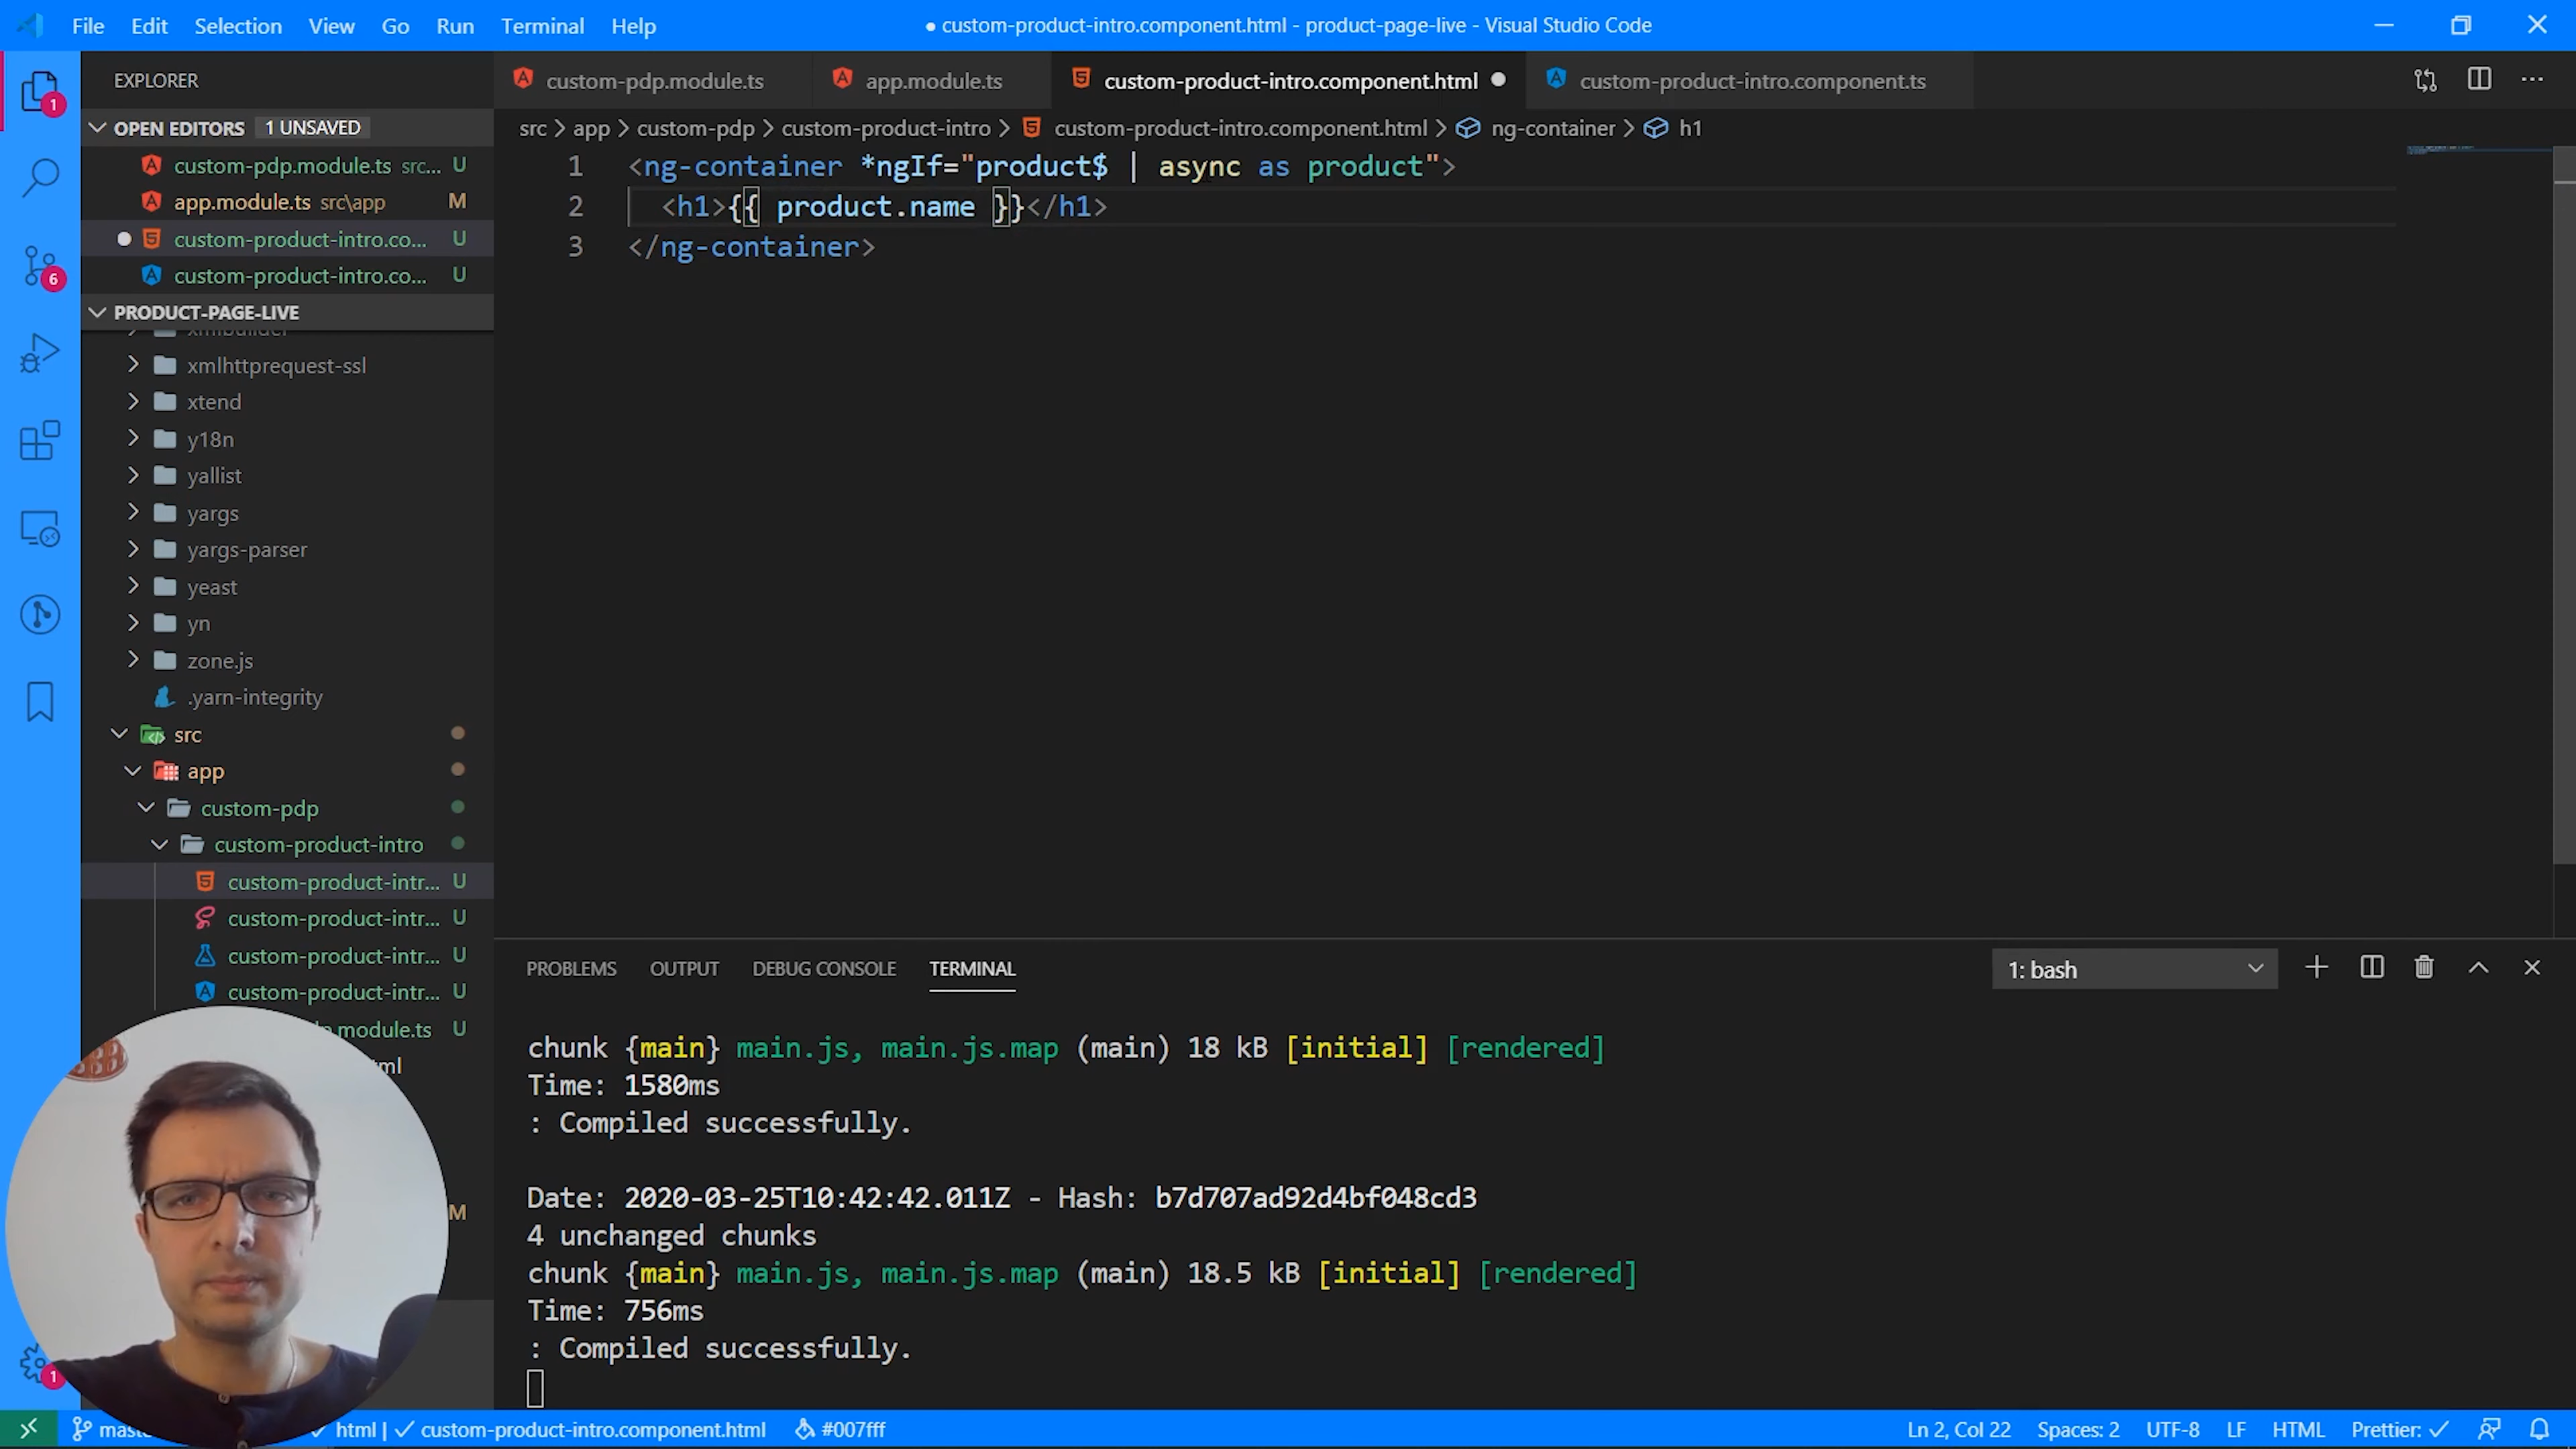 File Edit Selection View Go Run Terminal Help
● custom-product-intro.component.html - product-page-live - Visual Studio Code
EXPLORER
OPEN EDITORS 1 UNSAVED
custom-pdp.module.ts src... U
app.module.ts src\app M
custom-product-intro.co... U
custom-product-intro.co... U
PRODUCT-PAGE-LIVE
xmlbuilder
xmlhttprequest-ssl
xtend
y18n
yallist
yargs
yargs-parser
yeast
yn
zone.js
.yarn-integrity
src
app
custom-pdp
custom-product-intro
custom-product-intr... U
custom-product-intr... U
custom-product-intr... U
custom-product-intr... U
.module.ts U
M
1
6
1
custom-pdp.module.ts app.module.ts custom-product-intro.component.html custom-product-intro.component.ts
src > app > custom-pdp > custom-product-intro > custom-product-intro.component.html > ng-container > h1
1 <ng-container *ngIf="product$ | async as product">
2 <h1>{{ product.name }}</h1>
3 </ng-container>
PROBLEMS OUTPUT DEBUG CONSOLE TERMINAL 1: bash
chunk {main} main.js, main.js.map (main) 18 kB [initial] [rendered]
Time: 1580ms
: Compiled successfully.
Date: 2020-03-25T10:42:42.011Z - Hash: b7d707ad92d4bf048cd3
4 unchanged chunks
chunk {main} main.js, main.js.map (main) 18.5 kB [initial] [rendered]
Time: 756ms
: Compiled successfully.
html | ✓ custom-product-intro.component.html #007fff Ln 2, Col 22 Spaces: 2 UTF-8 LF HTML Prettier: ✓